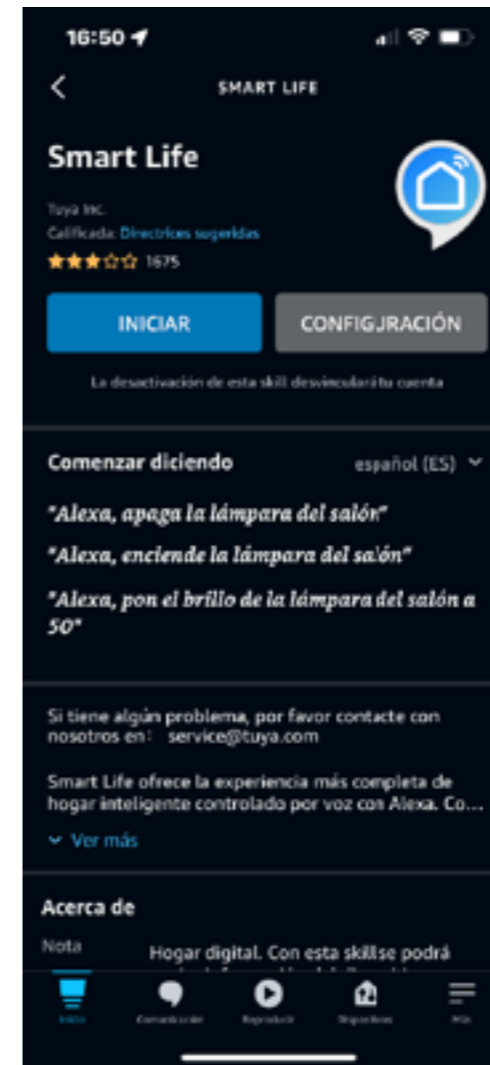 16:50
SMART LIFE
Smart Life
Tuya Inc.
Calificada: Directrices sugeridas
1675
INICIAR
CONFIGURACIÓN
La desactivación de esta skill desvinculará tu cuenta
Comenzar diciendo
español (ES)
"Alexa, apaga la lámpara del salón"
"Alexa, enciende la lámpara del salón"
"Alexa, pon el brillo de la lámpara del salón a
50"
Si tiene algún problema, por favor contacte con
nosotros en: service@tuya.com
Smart Life ofrece la experiencia más completa de
hogar inteligente controlado por voz con Alexa. Co...
Ver más
Acerca de
Nota
Hogar digital. Con esta skill se podrá
Inicio
Comunicación
Reproducir
Dispositivos
Más